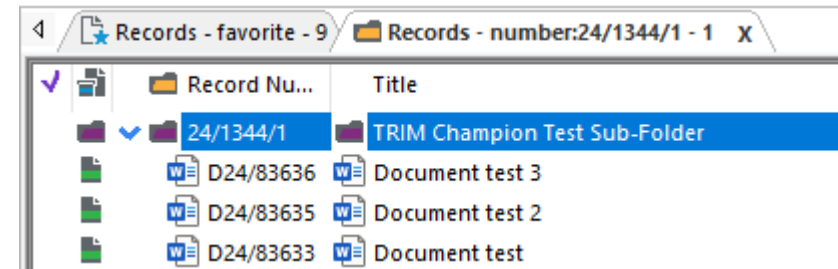 Records - favorite - 9 Records - number:24/1344/1 - 1 X
Record Nu... Title
24/1344/1 TRIM Champion Test Sub-Folder
D24/83636 Document test 3
D24/83635 Document test 2
D24/83633 Document test